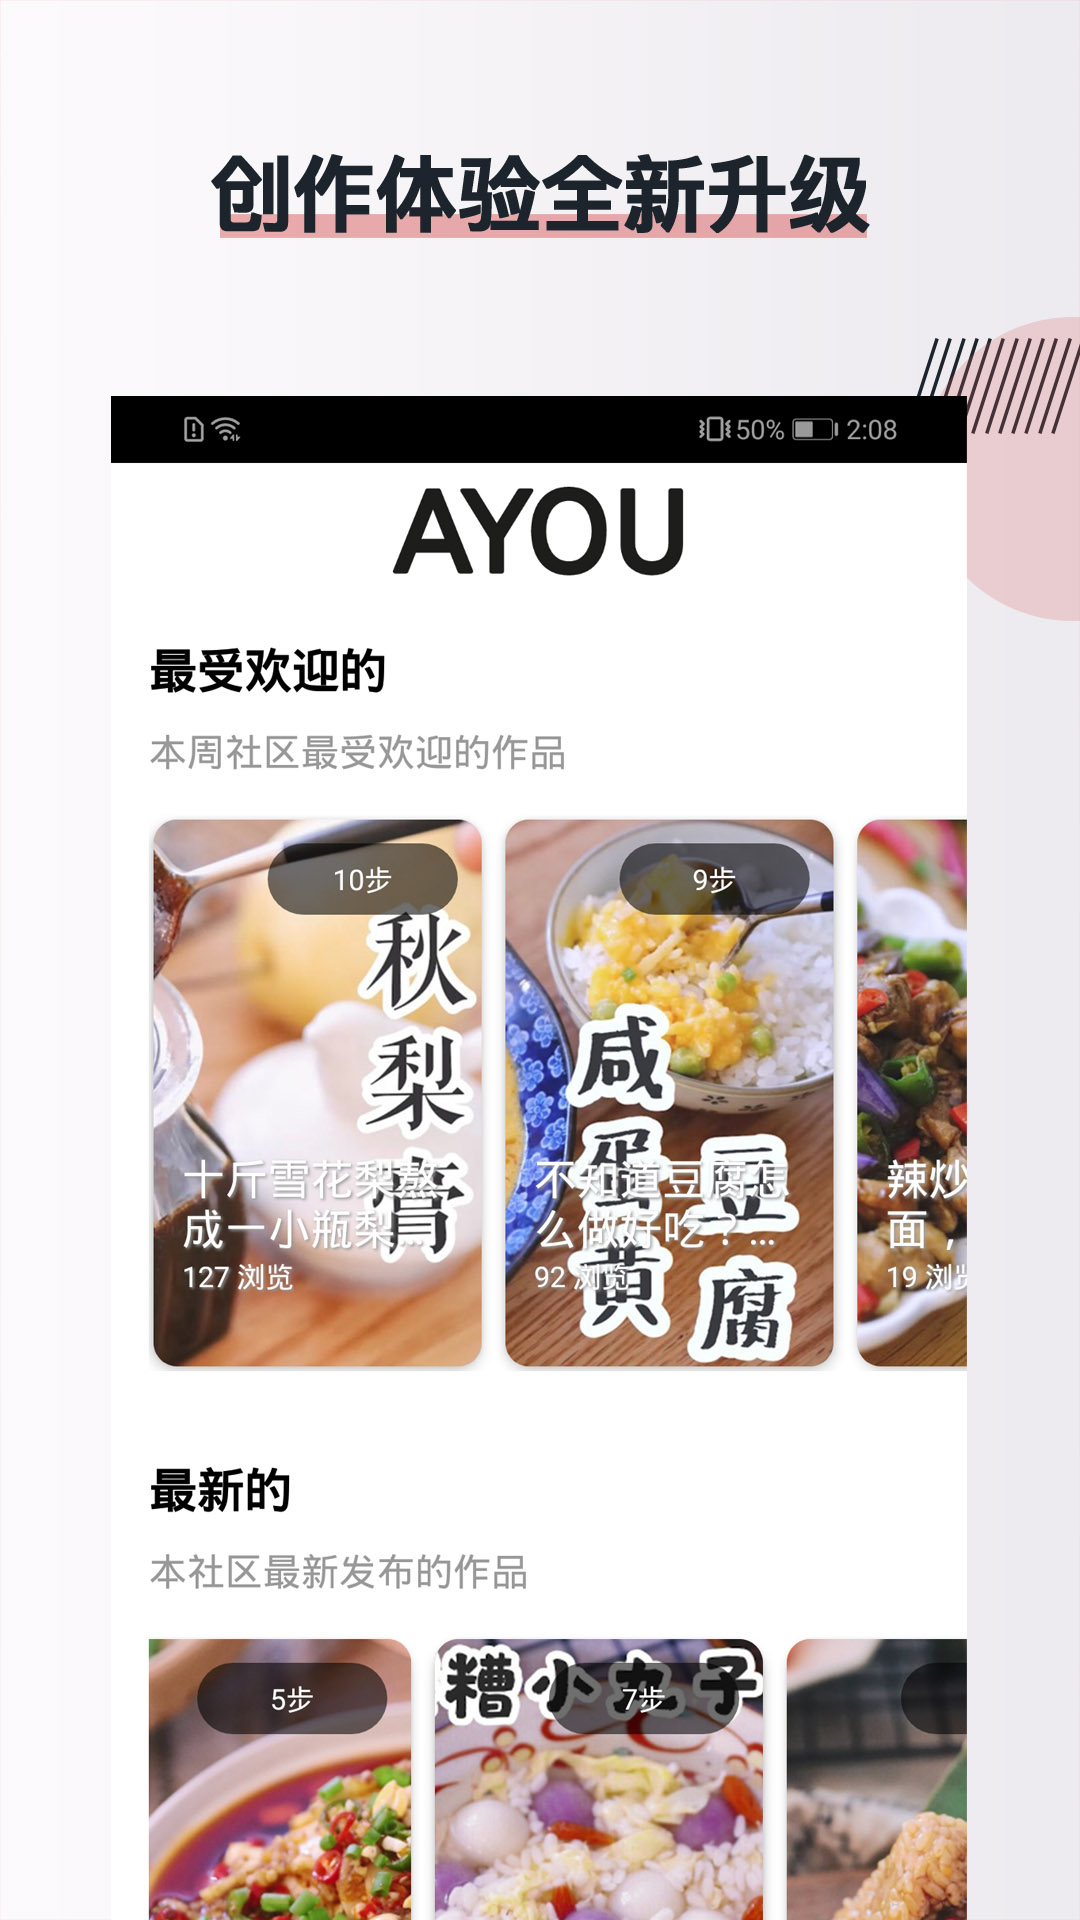 创作体验全新升级
50% 2:08
AYOU
最受欢迎的
本周社区最受欢迎的作品
10步
秋梨膏
十斤雪花梨熬
成一小瓶梨...
127 浏览
9步
咸蛋黄
豆腐
不知道豆腐怎
么做好吃？...
92 浏览
辣炒
面，
19 浏览
最新的
本社区最新发布的作品
5步
糟小丸子
7步